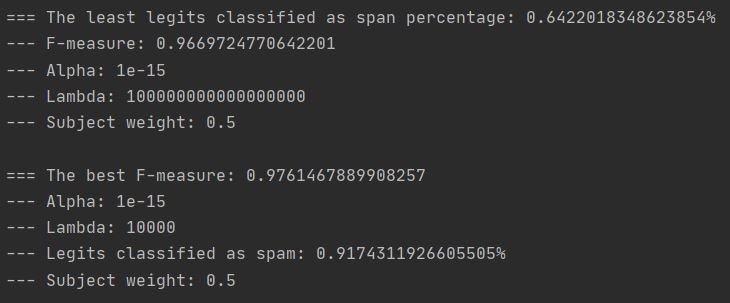 === The least legits classified as span percentage: 0.6422018348623854%
--- F-measure: 0.9669724770642201
--- Alpha: 1e-15
--- Lambda: 1000000000000000000
--- Subject weight: 0.5

=== The best F-measure: 0.9761467889908257
--- Alpha: 1e-15
--- Lambda: 10000
--- Legits classified as spam: 0.9174311926605505%
--- Subject weight: 0.5